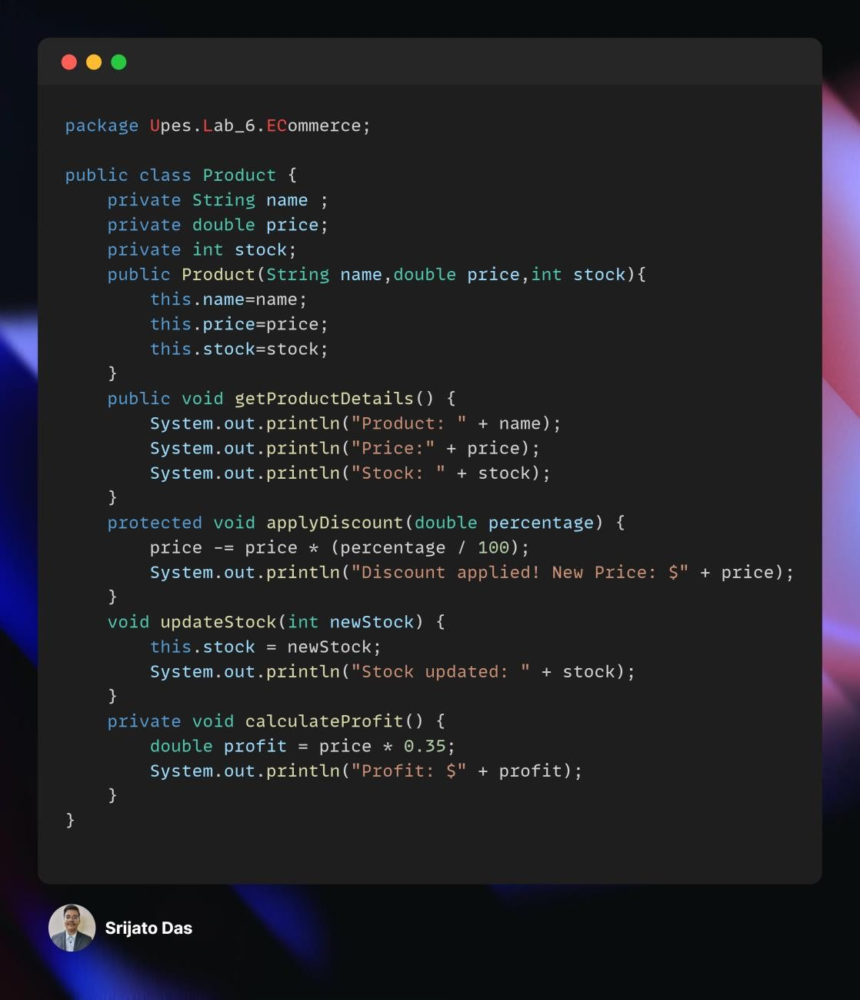 package Upes.Lab_6.ECommerce;
public class Product {
    private String name ;
    private double price;
    private int stock;
    public Product(String name,double price,int stock){
        this.name=name;
        this.price=price;
        this.stock=stock;
    }
    public void getProductDetails() {
        System.out.println("Product: " + name);
        System.out.println("Price:" + price);
        System.out.println("Stock: " + stock);
    }
    protected void applyDiscount(double percentage) {
        price -= price * (percentage / 100);
        System.out.println("Discount applied! New Price: $" + price);
    }
    void updateStock(int newStock) {
        this.stock = newStock;
        System.out.println("Stock updated: " + stock);
    }
    private void calculateProfit() {
        double profit = price * 0.35;
        System.out.println("Profit: $" + profit);
    }
}
Srijato Das